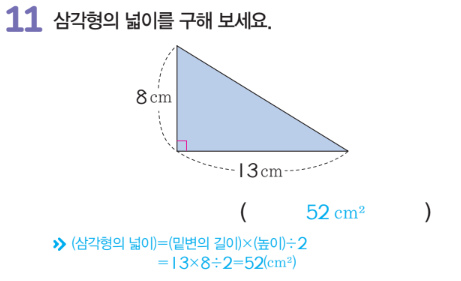 11 삼각형의 넓이를 구해 보세요.
8 cm
13 cm
( 52 cm² )
(삼각형의 넓이)=(밑변의 길이)×(높이)÷2
=13×8÷2=52(cm²)